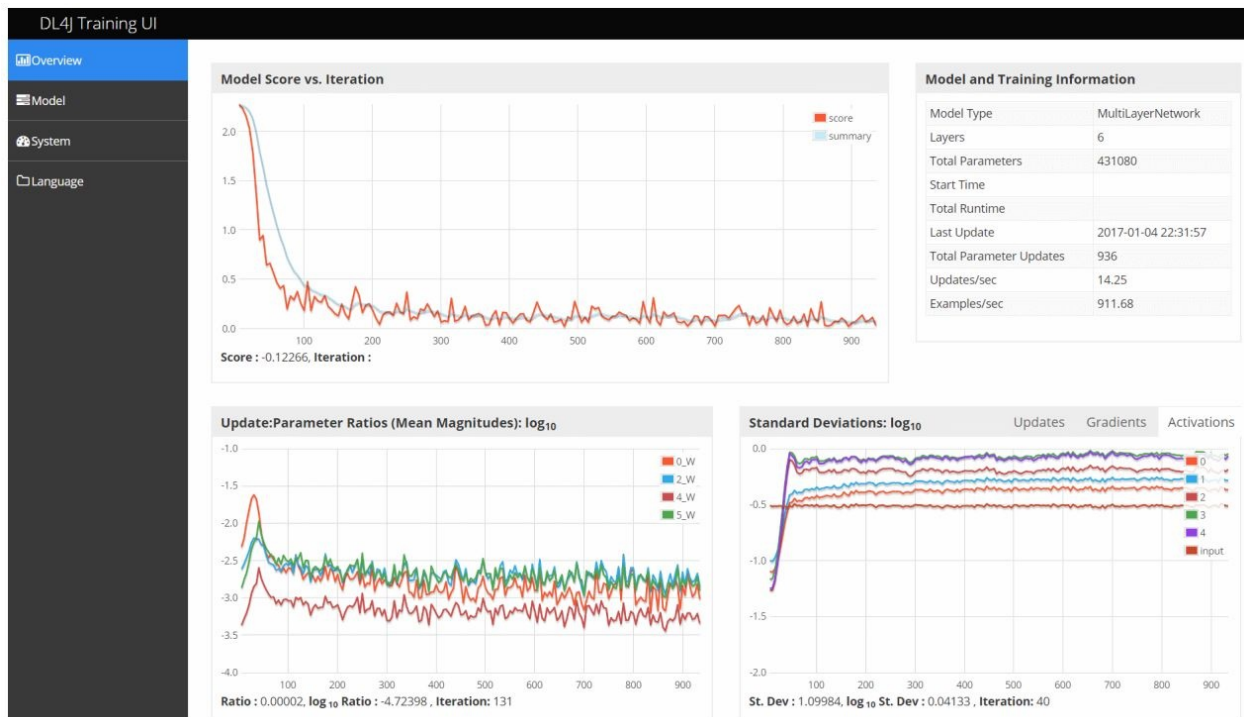 DL4J Training UI
Overview
Model
System
Language
Model Score vs. Iteration
score
summary
2.0
1.5
1.0
0.5
0.0
100 200 300 400 500 600 700 800 900
Score : -0.12266, Iteration :
Model and Training Information
Model Type MultiLayerNetwork
Layers 6
Total Parameters 431080
Start Time
Total Runtime
Last Update 2017-01-04 22:31:57
Total Parameter Updates 936
Updates/sec 14.25
Examples/sec 911.68
Update:Parameter Ratios (Mean Magnitudes): log10
-1.0
-1.5
-2.0
-2.5
-3.0
-3.5
-4.0
0_W
2_W
4_W
5_W
100 200 300 400 500 600 700 800 900
Ratio : 0.00002, log 10 Ratio : -4.72398 , Iteration: 131
Standard Deviations: log10 Updates Gradients Activations
0.0
-0.5
-1.0
-1.5
-2.0
0
1
2
3
4
input
100 200 300 400 500 600 700 800 900
St. Dev : 1.09984, log 10 St. Dev : 0.04133 , Iteration: 40